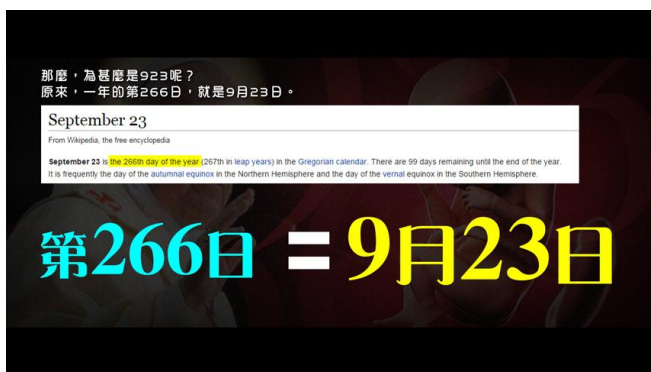 那麼，為甚麼是923呢？
原來，一年的第266日，就是9月23日。
September 23
From Wikipedia, the free encyclopedia
September 23 is the 266th day of the year (267th in leap years) in the Gregorian calendar. There are 99 days remaining until the end of the year.
It is frequently the day of the autumnal equinox in the Northern Hemisphere and the day of the vernal equinox in the Southern Hemisphere.
第266日 = 9月23日